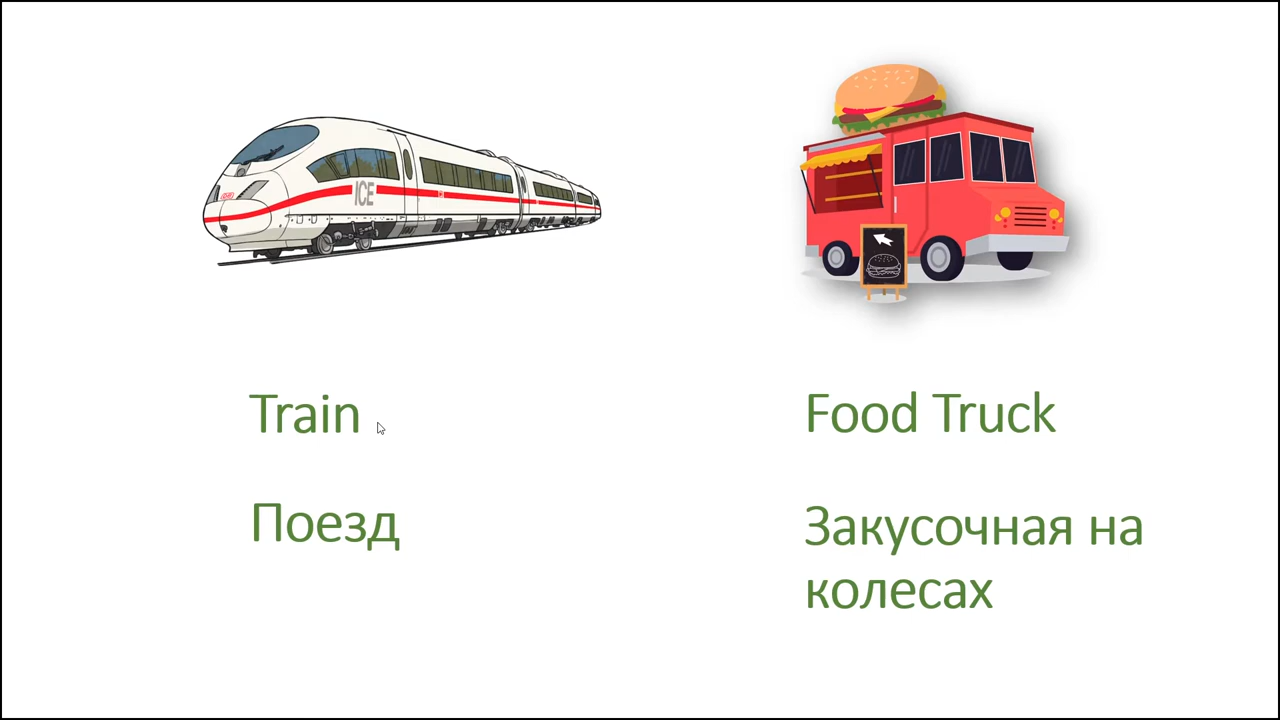 ICE
Train
Поезд
Food Truck
Закусочная на
колесах